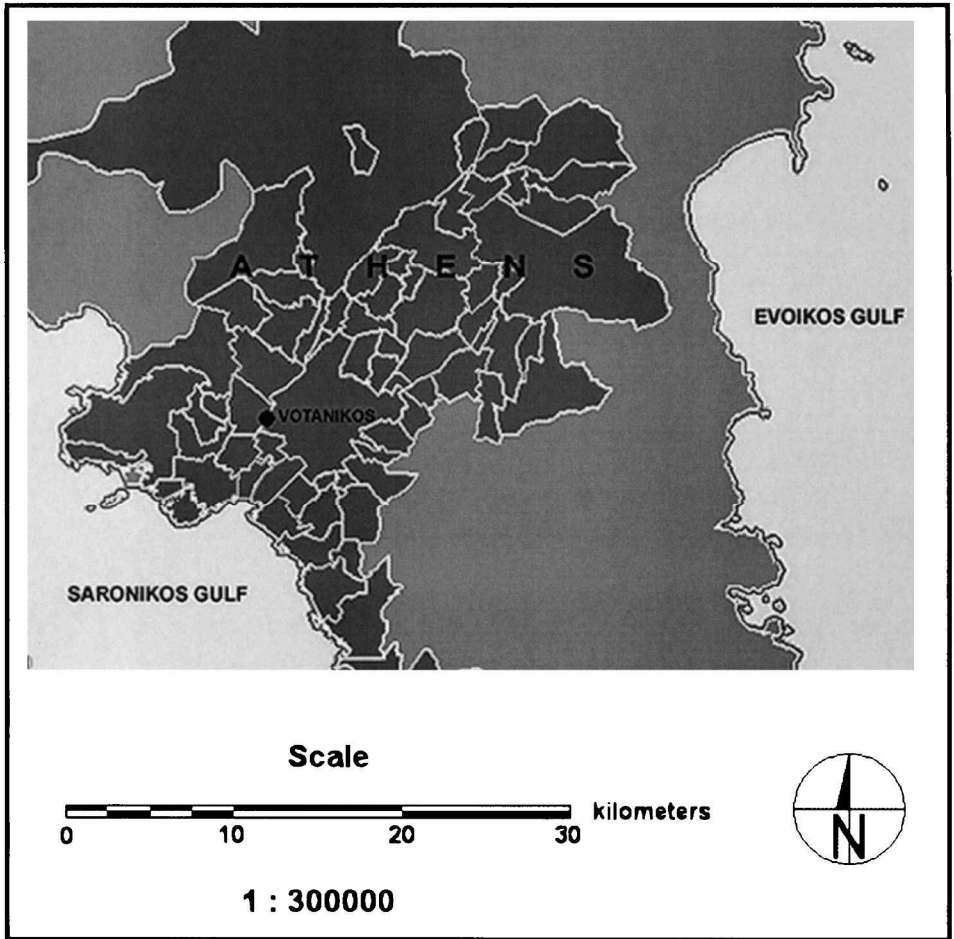 A T H E N S
EVOIKOS GULF
VOTANIKOS
SARONIKOS GULF
Scale
kilometers
0 10 20 30
N
1 : 300000